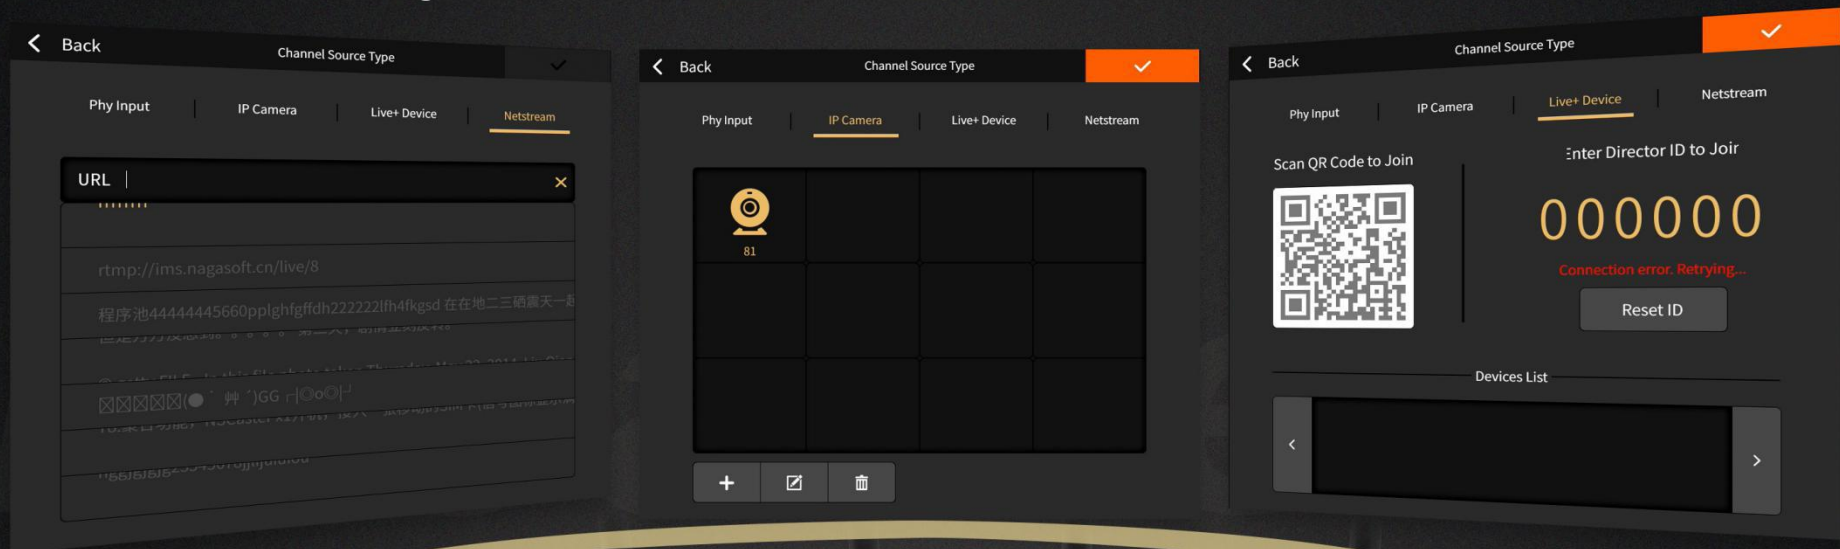 Back
Channel Source Type
Phy Input
IP Camera
Live+ Device
Netstream
URL
rtmp://ims.nagasoft.cn/live/8
程序池44444445660pplghfgffdh222222lfh4fkgsd 在在地二三硒震天一起
Back
Channel Source Type
Phy Input
IP Camera
Live+ Device
Netstream
81
Back
Channel Source Type
Phy Input
IP Camera
Live+ Device
Netstream
Scan QR Code to Join
Enter Director ID to Join
000000
Connection error. Retrying...
Reset ID
Devices List